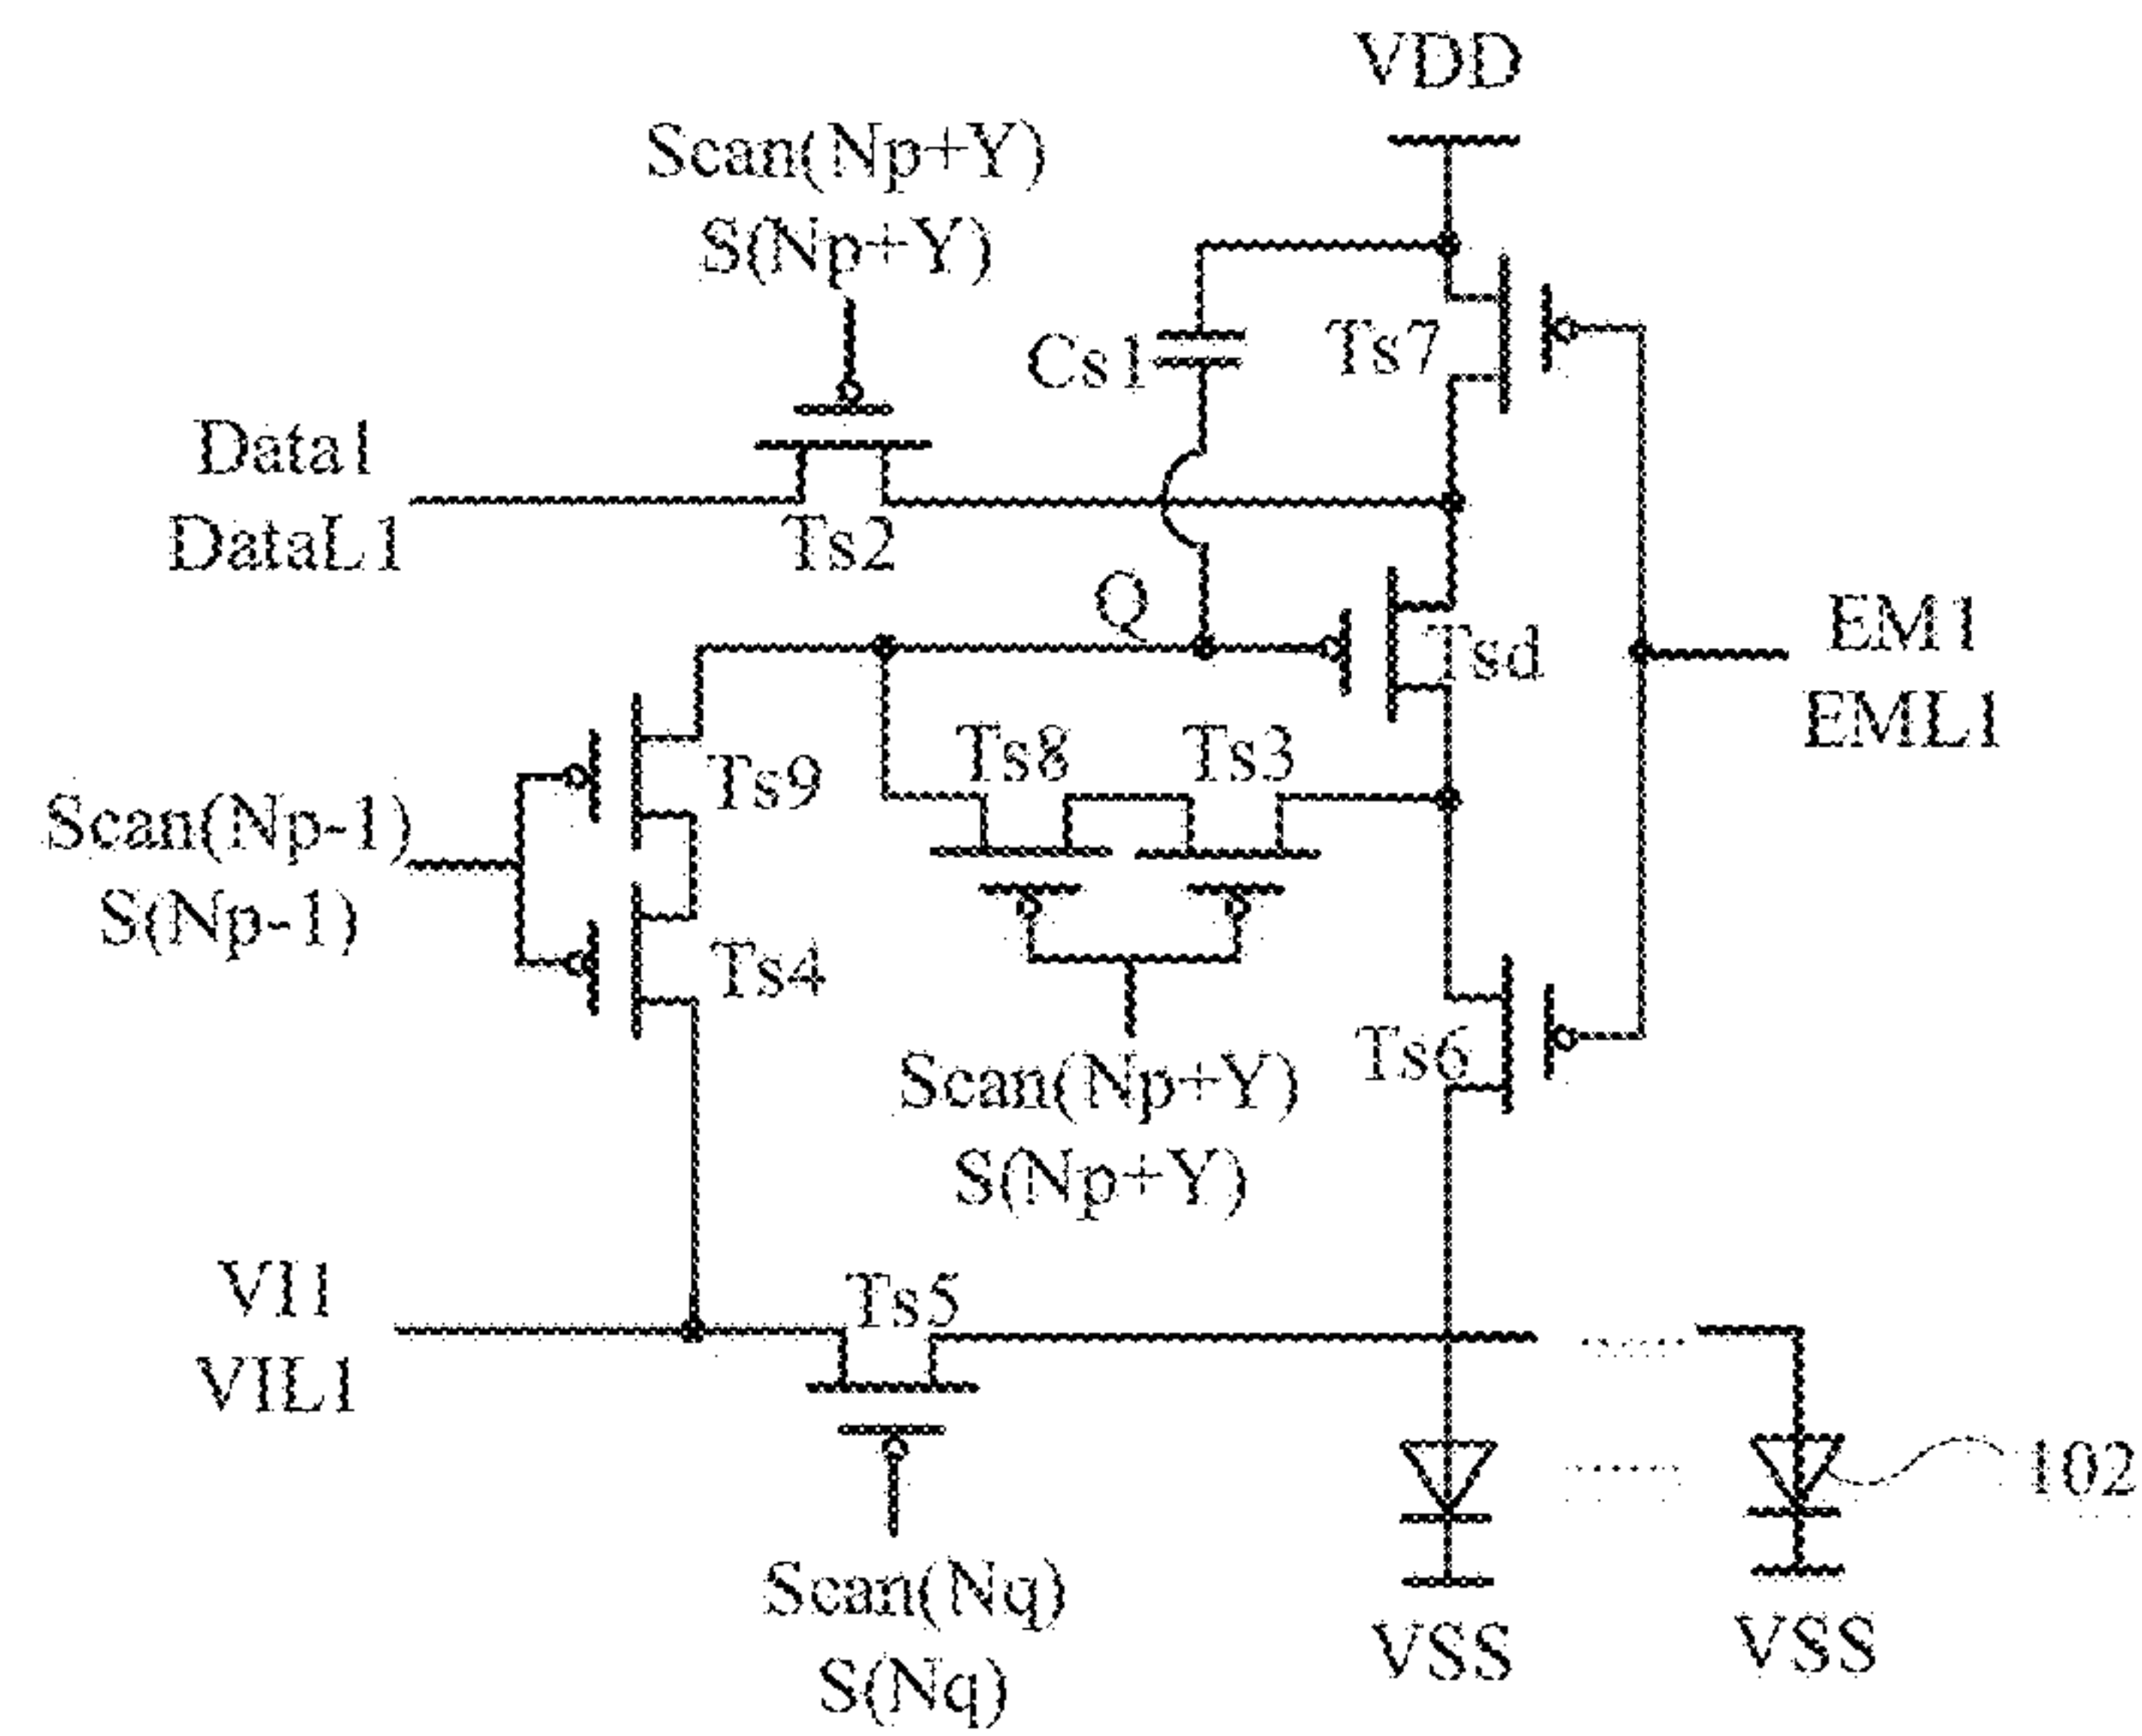 VDD
Scan(Np+Y)
S(Np+Y)
Cs1
Ts7
Data1
DataL1
Ts2
Q
Tsd
EM1
EML1
Ts8
Ts3
Ts9
Scan(Np-1)
S(Np-1)
Ts4
Ts6
Scan(Np+Y)
S(Np+Y)
VI1
VIL1
Ts5
102
Scan(Nq)
S(Nq)
VSS
VSS